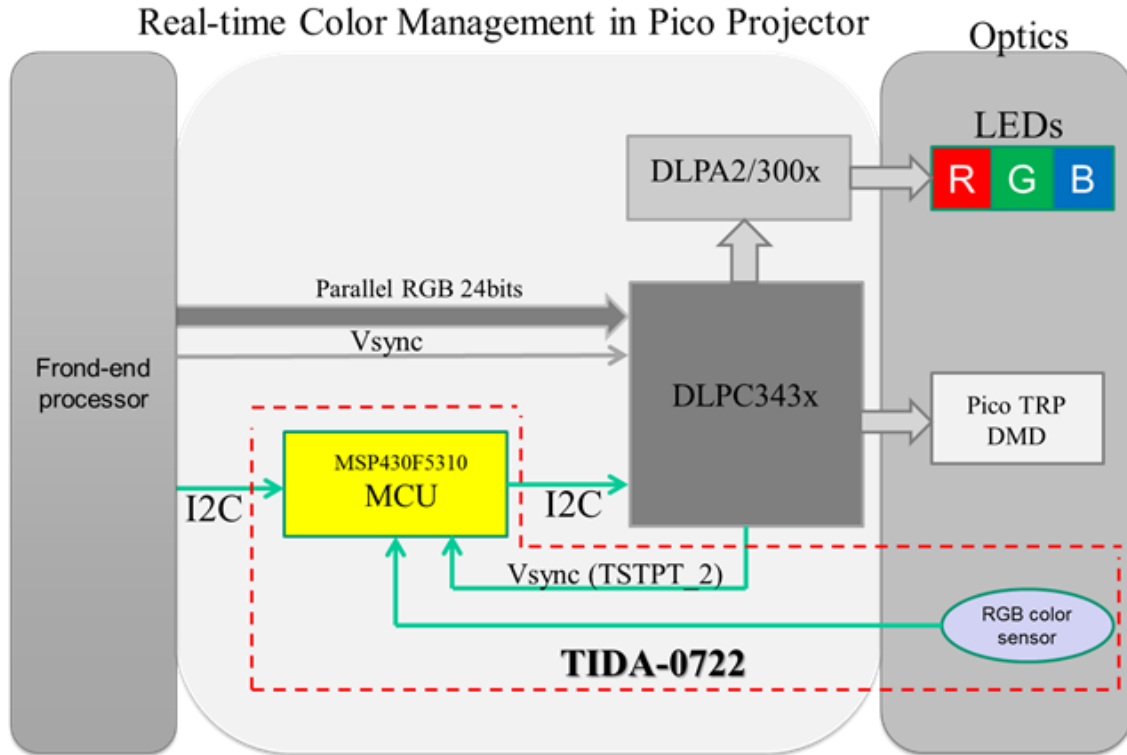 Real-time Color Management in Pico Projector
Optics
LEDs
R G B
DLPA2/300x
Parallel RGB 24bits
Vsync
Frond-end
processor
DLPC343x
Pico TRP
DMD
MSP430F5310
MCU
I2C
I2C
Vsync (TSTPT_2)
RGB color
sensor
TIDA-0722